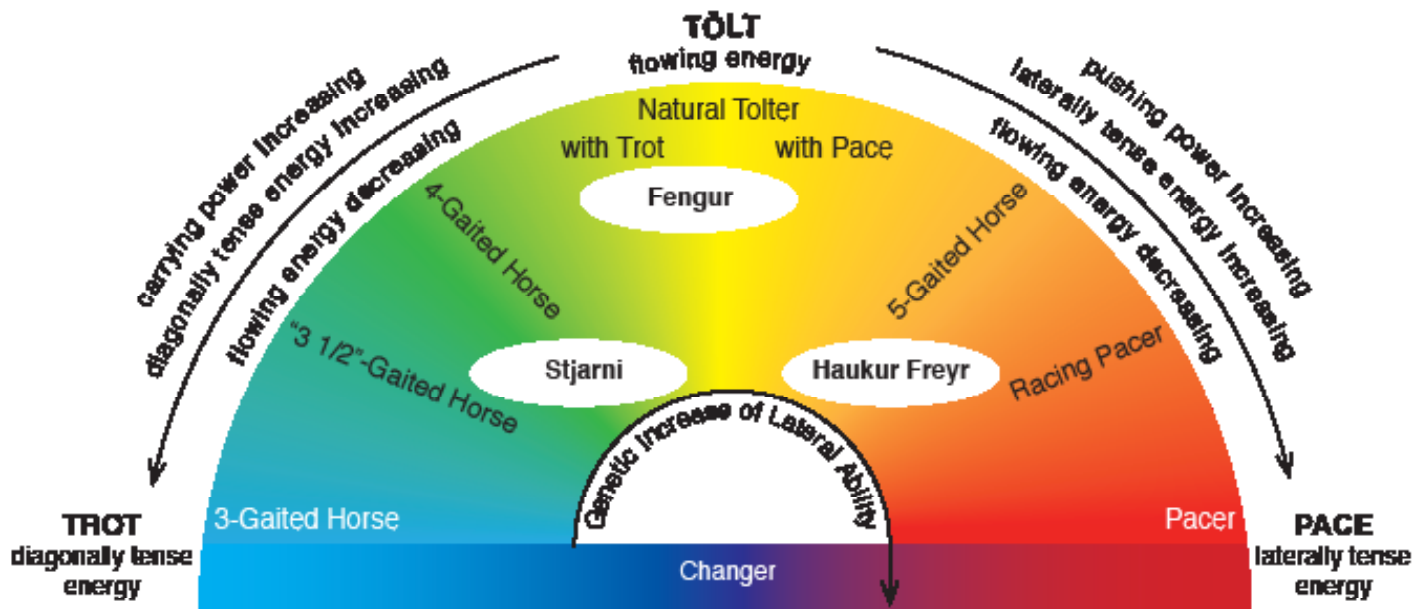 TÖLT
flowing energy
carrying power Increasing
diagonally tense energy Increasing
flowing energy decreasing
pushing power Increasing
laterally tense energy Increasing
flowing energy decreasing
Natural Tolter
with Trot
with Pace
Fengur
4-Gaited Horse
5-Gaited Horse
"3 1/2"-Gaited Horse
Stjarni
Haukur Freyr
Racing Pacer
Genetic Increase of Lateral Ability
TROT
diagonally tense
energy
3-Gaited Horse
Pacer
PACE
laterally tense
energy
Changer